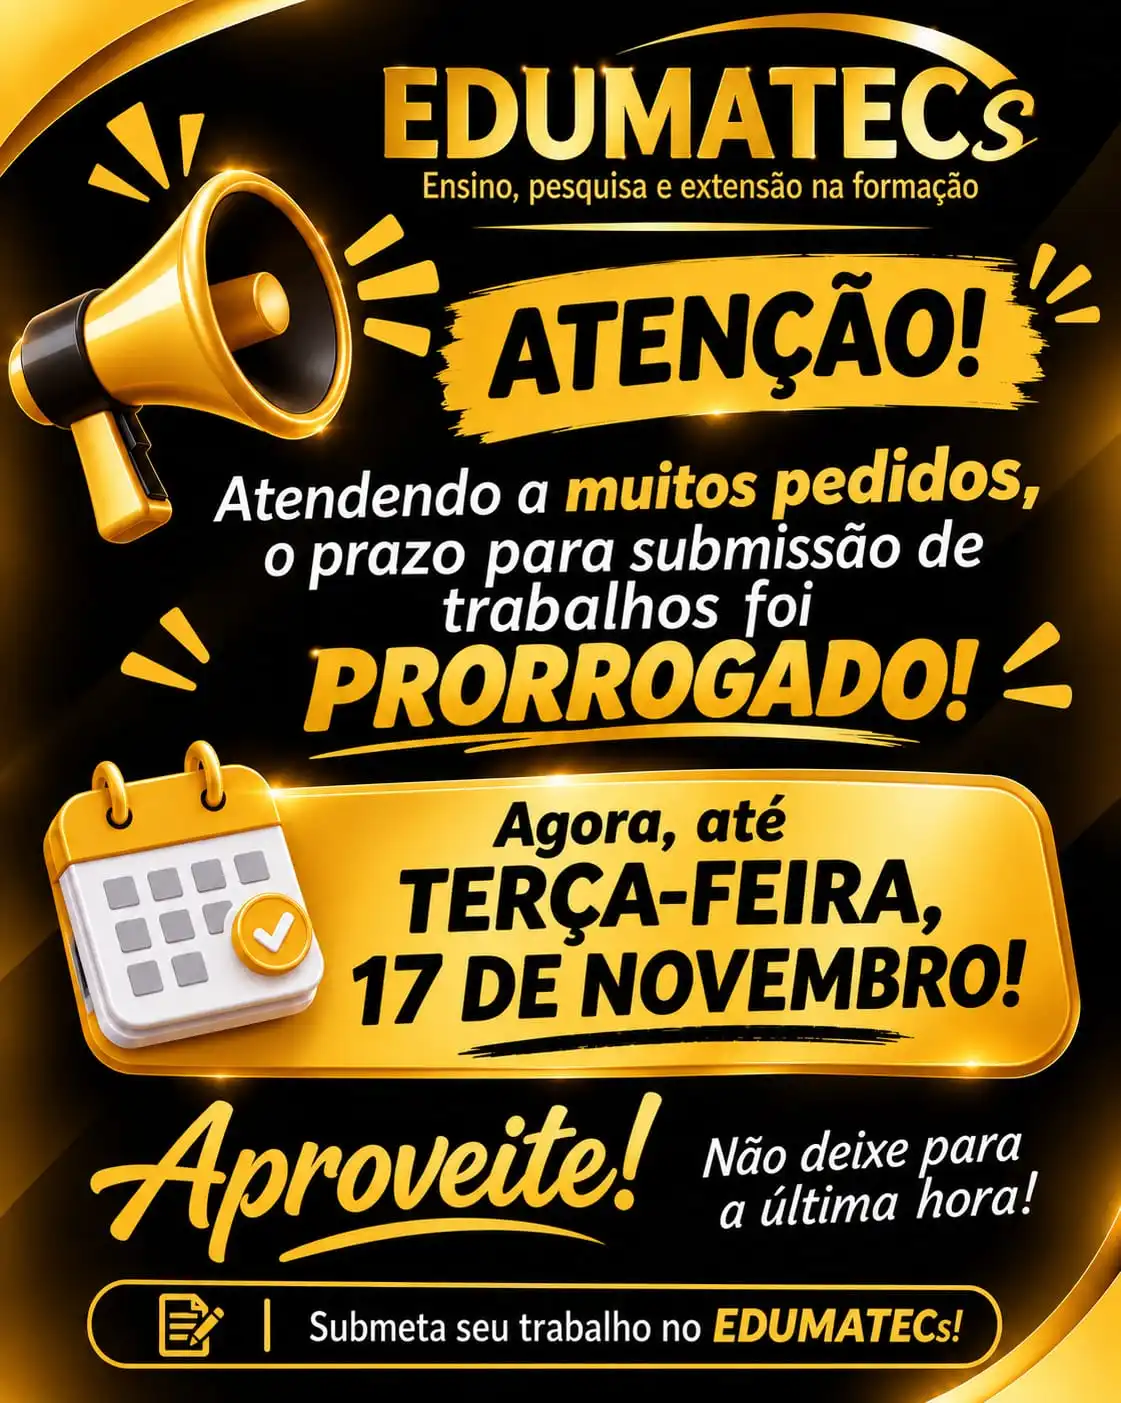 EDUMATECs
Ensino, pesquisa e extensão na formação
ATENÇÃO!
Atendendo a muitos pedidos,
o prazo para submissão de
trabalhos foi
PRORROGADO!
Agora, até
TERÇA-FEIRA,
17 DE NOVEMBRO!
Aproveite!
Não deixe para
a última hora!
Submeta seu trabalho no EDUMATECs!